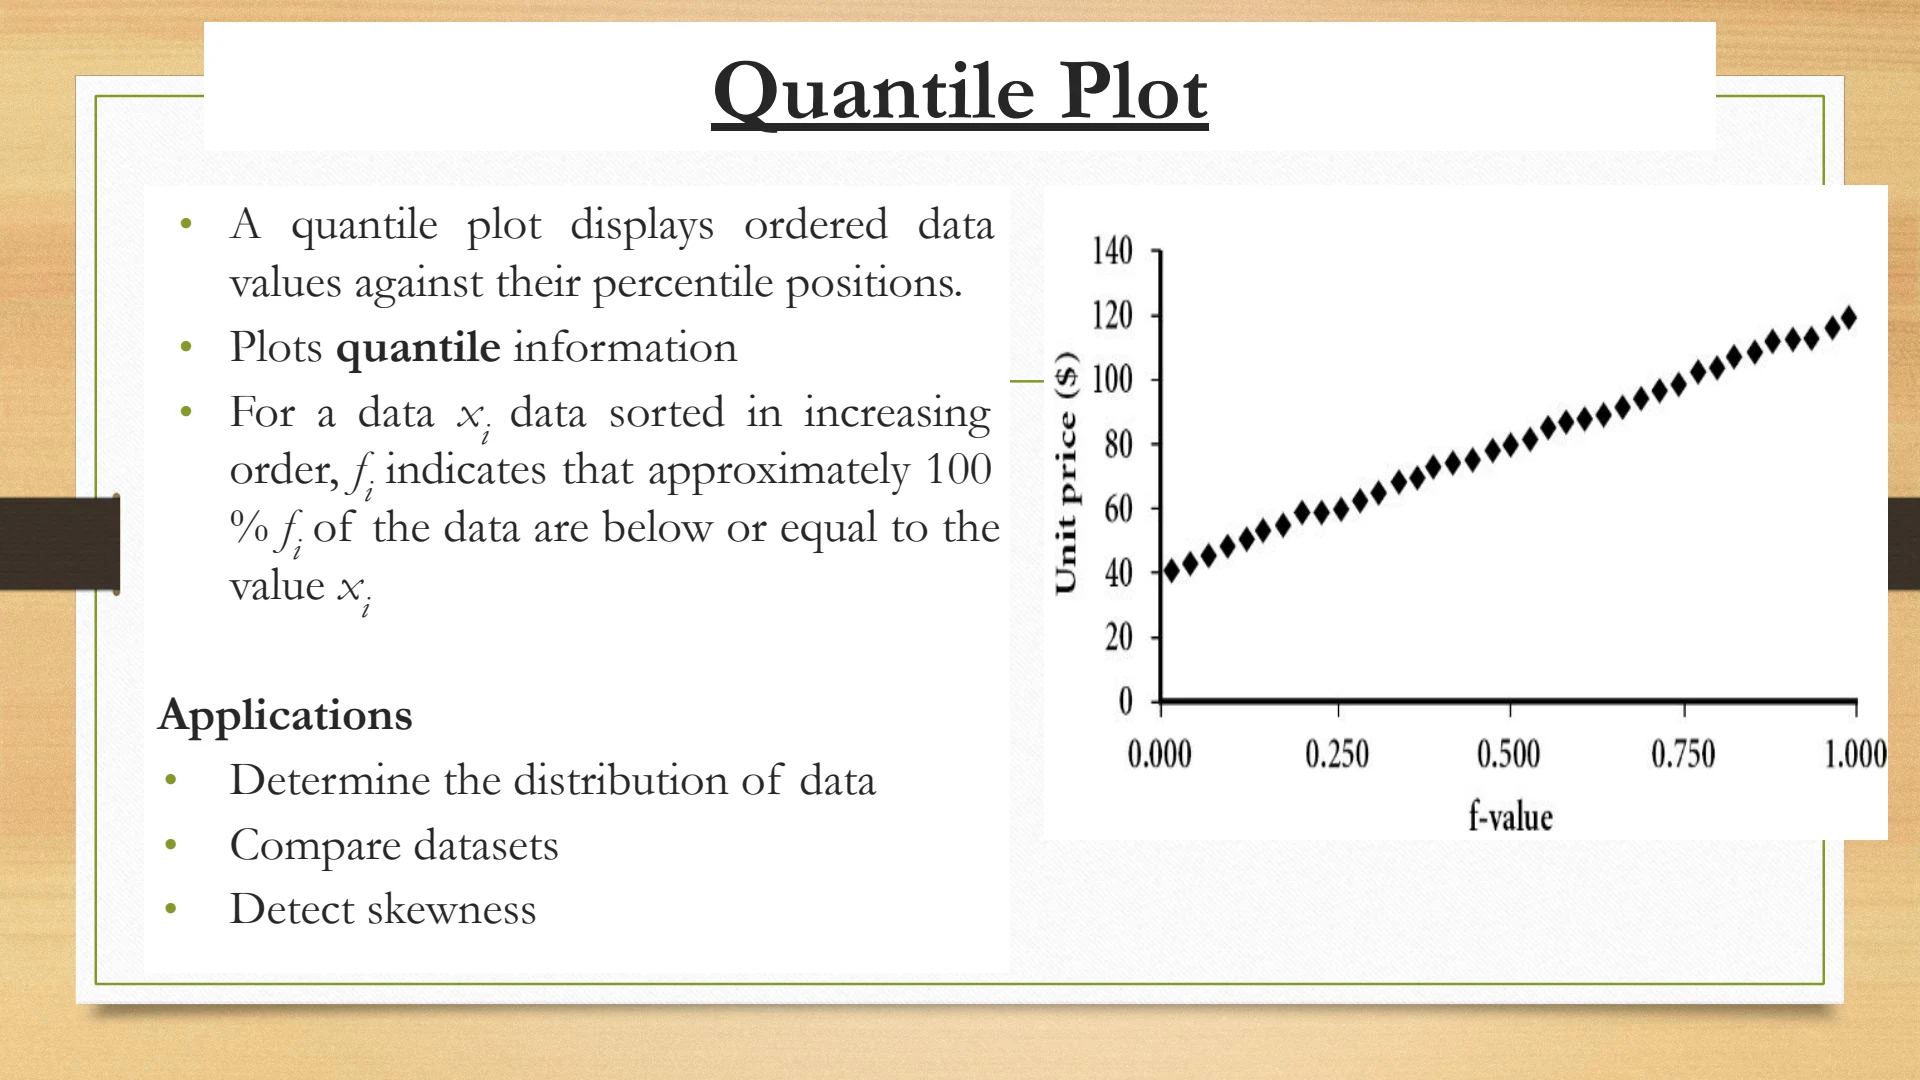 Quantile Plot
• A quantile plot displays ordered data
values against their percentile positions.
• Plots quantile information
• For a data xi data sorted in increasing
order, fi indicates that approximately 100
% fi of the data are below or equal to the
value xi
Applications
• Determine the distribution of data
• Compare datasets
• Detect skewness
Unit price ($)
140
120
100
80
60
40
20
0
0.000 0.250 0.500 0.750 1.000
f-value